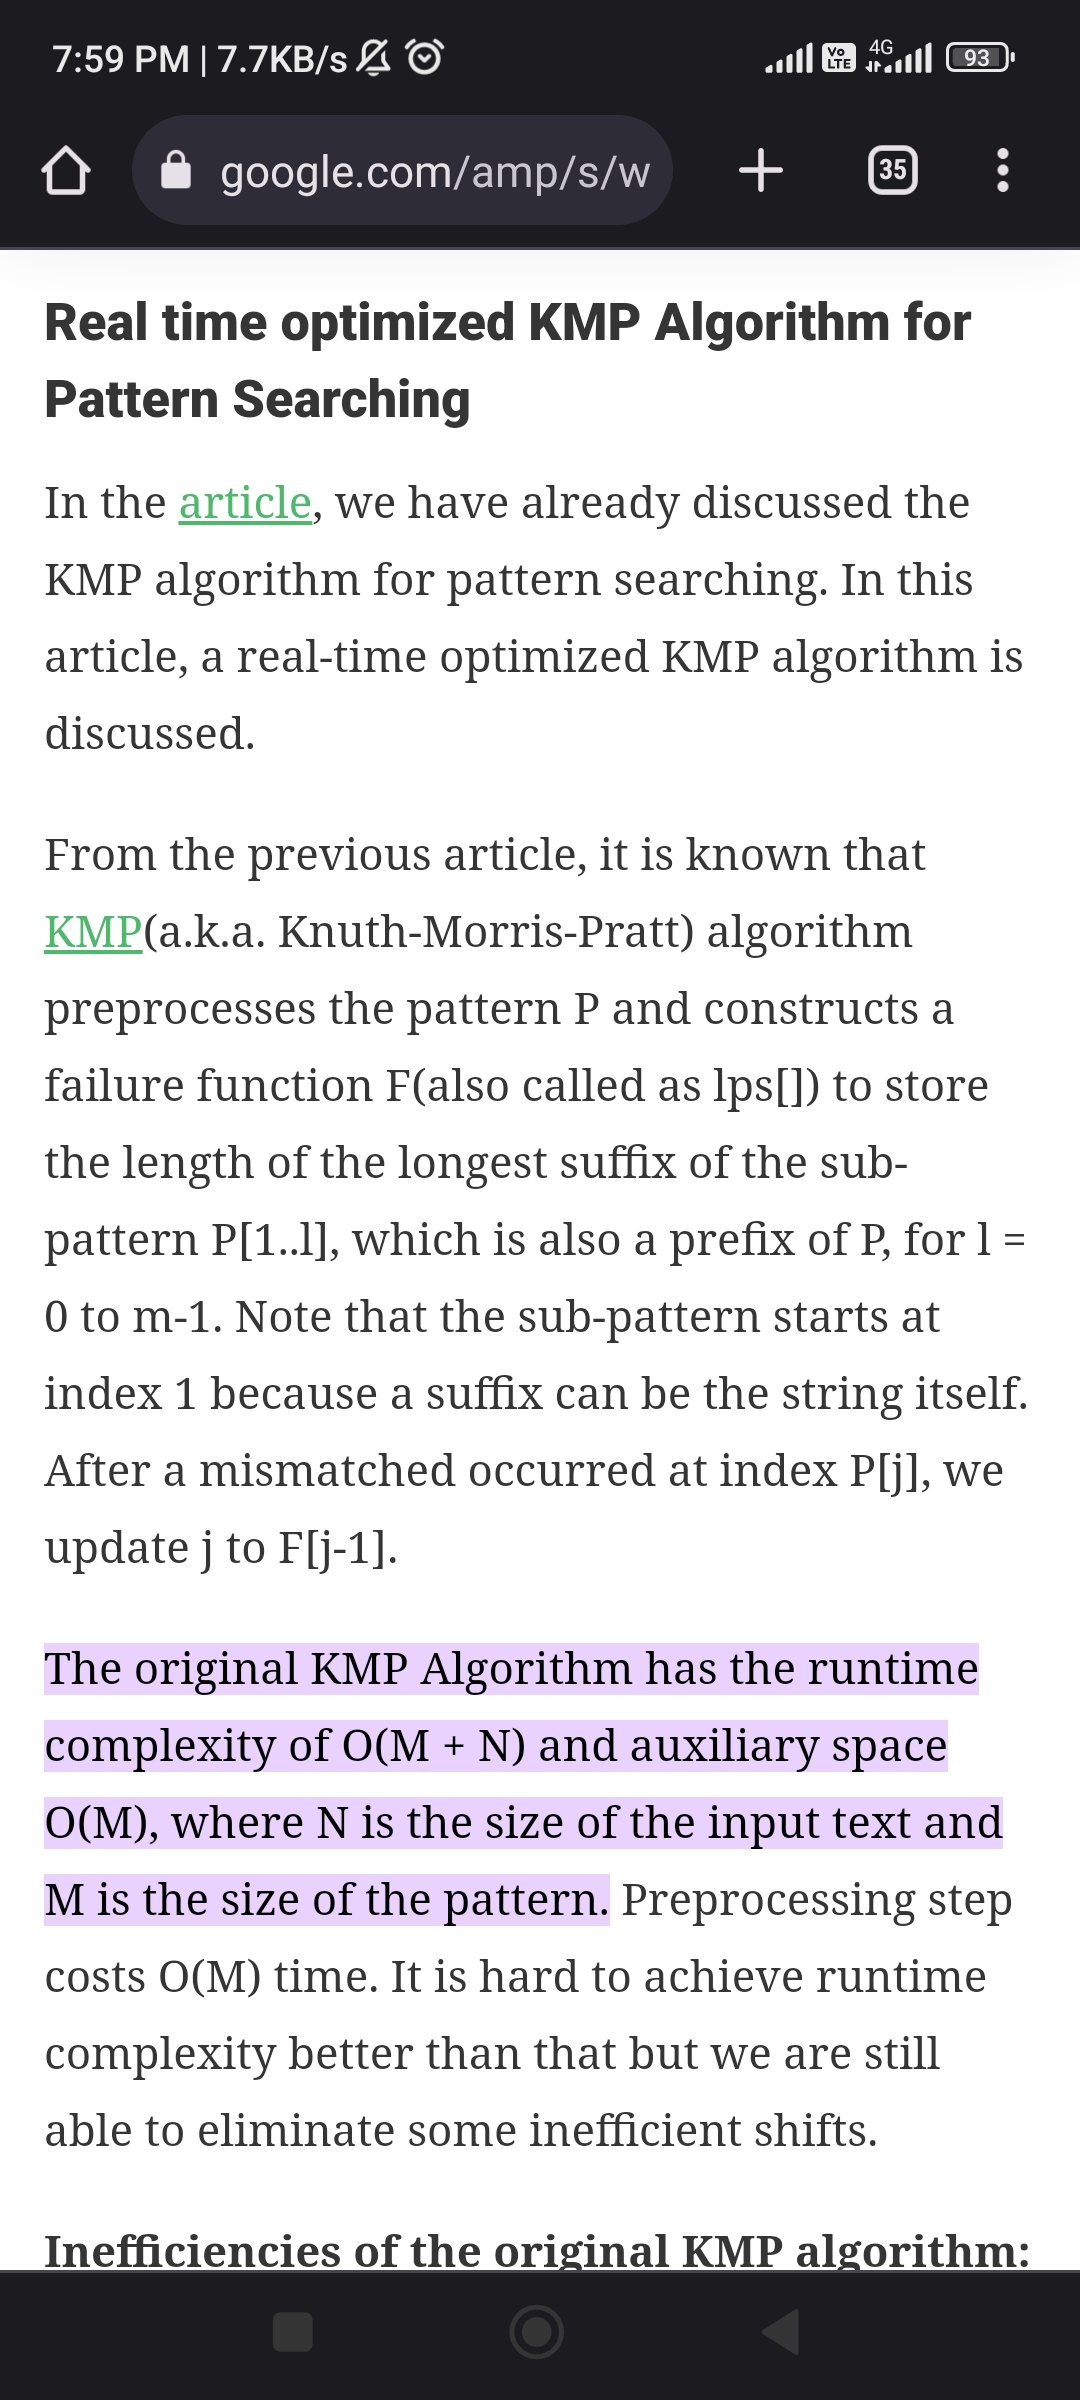 7:59 PM | 7.7KB/s
Vo
LTE
4G
93
google.com/amp/s/w
35
Real time optimized KMP Algorithm for
Pattern Searching
In the article, we have already discussed the
KMP algorithm for pattern searching. In this
article, a real-time optimized KMP algorithm is
discussed.
From the previous article, it is known that
KMP(a.k.a. Knuth-Morris-Pratt) algorithm
preprocesses the pattern P and constructs a
failure function F(also called as lps[]) to store
the length of the longest suffix of the sub-
pattern P[1..l], which is also a prefix of P, for l =
0 to m-1. Note that the sub-pattern starts at
index 1 because a suffix can be the string itself.
After a mismatched occurred at index P[j], we
update j to F[j-1].
The original KMP Algorithm has the runtime
complexity of O(M + N) and auxiliary space
O(M), where N is the size of the input text and
M is the size of the pattern. Preprocessing step
costs O(M) time. It is hard to achieve runtime
complexity better than that but we are still
able to eliminate some inefficient shifts.
Inefficiencies of the original KMP algorithm: